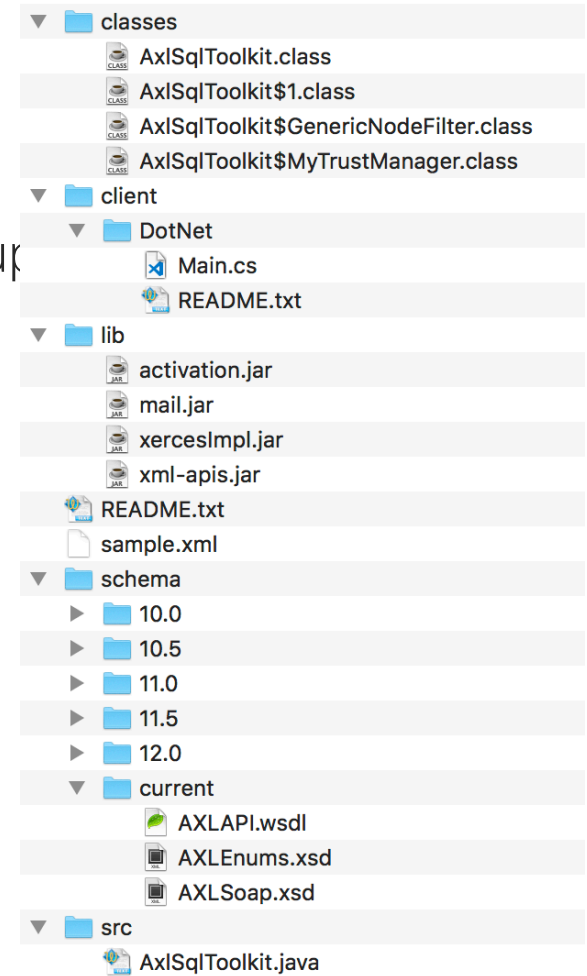 classes
AxlSqlToolkit.class
AxlSqlToolkit$1.class
AxlSqlToolkit$GenericNodeFilter.class
AxlSqlToolkit$MyTrustManager.class
client
DotNet
Main.cs
README.txt
lib
activation.jar
mail.jar
xercesImpl.jar
xml-apis.jar
README.txt
sample.xml
schema
10.0
10.5
11.0
11.5
12.0
current
AXLAPI.wsdl
AXLEnums.xsd
AXLSoap.xsd
src
AxlSqlToolkit.java